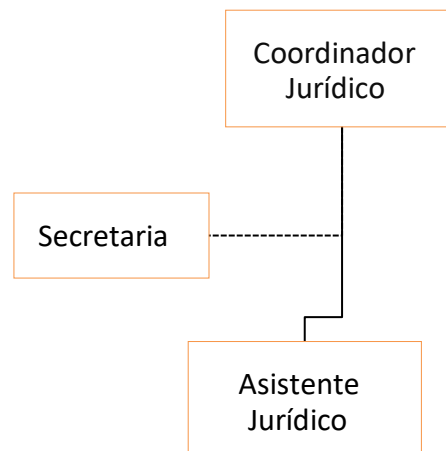 Coordinador
Jurídico
Secretaria
Asistente
Jurídico